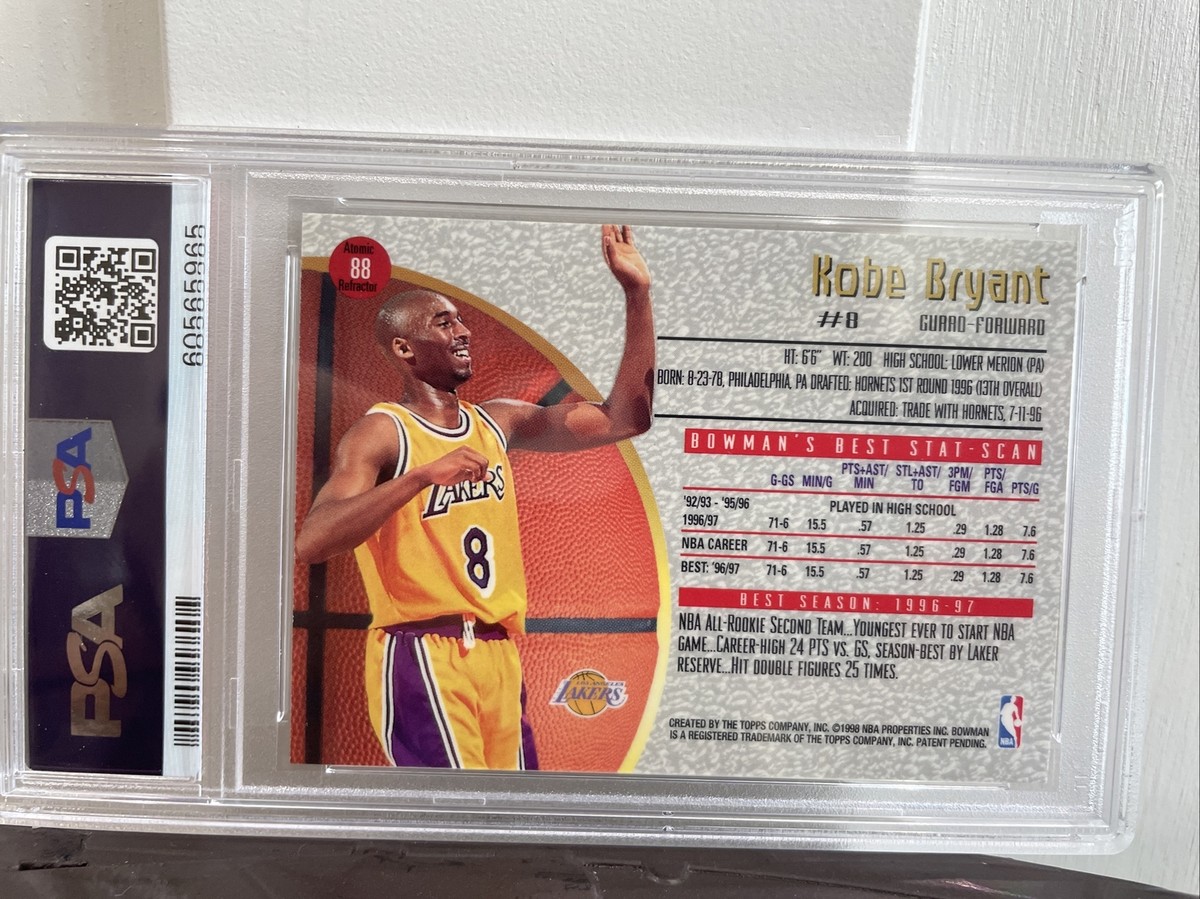 60565965
PSA
PSA
Atomic
88
Refractor
Kobe Bryant
##8 GUARD-FORWARD
HT: 6'6" WT: 200 HIGH SCHOOL: LOWER MERION (PA)
BORN: 8-23-78, PHILADELPHIA, PA DRAFTED: HORNETS 1ST ROUND 1996 (13TH OVERALL)
ACQUIRED: TRADE WITH HORNETS, 7-11-96
BOWMAN'S BEST STAT-SCAN
G-GS MIN/G PTS+AST/MIN STL+AST/TO 3PM/FGM PTS/FGA PTS/G
'92/93 - '95/96 PLAYED IN HIGH SCHOOL
1996/97 71-6 15.5 .57 1.25 .29 1.28 7.6
NBA CAREER 71-6 15.5 .57 1.25 .29 1.28 7.6
BEST: '96/97 71-6 15.5 .57 1.25 .29 1.28 7.6
BEST SEASON: 1996-97
NBA ALL-ROOKIE SECOND TEAM...YOUNGEST EVER TO START NBA
GAME...CAREER-HIGH 24 PTS VS. GS, SEASON-BEST BY LAKER
RESERVE...HIT DOUBLE FIGURES 25 TIMES.
CREATED BY THE TOPPS COMPANY, INC. ©1998 NBA PROPERTIES INC. BOWMAN
IS A REGISTERED TRADEMARK OF THE TOPPS COMPANY, INC. PATENT PENDING.
NBA
LAKERS
8
LOS ANGELES
LAKERS